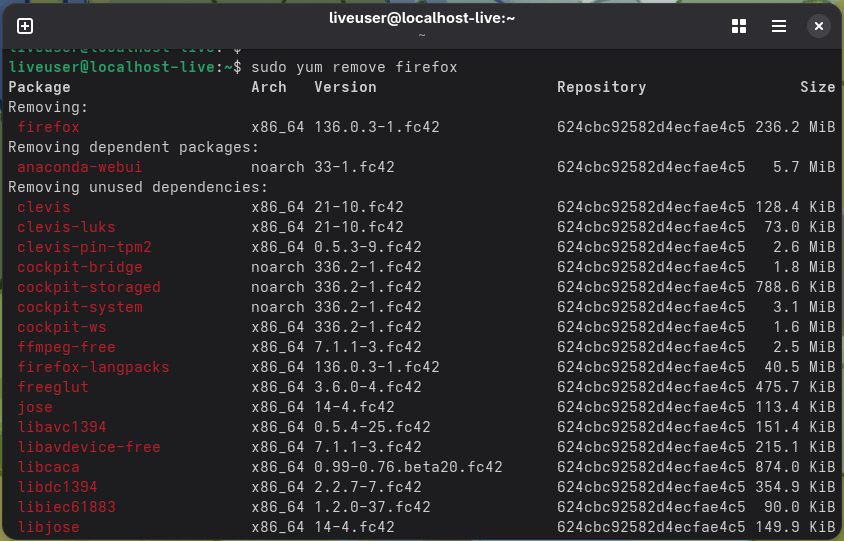 liveuser@localhost-live:~
~
liveuser@localhost-live:~$ sudo yum remove firefox
Package Arch Version Repository Size
Removing:
firefox x86_64 136.0.3-1.fc42 624cbc92582d4ecfae4c5 236.2 MiB
Removing dependent packages:
anaconda-webui noarch 33-1.fc42 624cbc92582d4ecfae4c5 5.7 MiB
Removing unused dependencies:
clevis x86_64 21-10.fc42 624cbc92582d4ecfae4c5 128.4 KiB
clevis-luks x86_64 21-10.fc42 624cbc92582d4ecfae4c5 73.0 KiB
clevis-pin-tpm2 x86_64 0.5.3-9.fc42 624cbc92582d4ecfae4c5 2.6 MiB
cockpit-bridge noarch 336.2-1.fc42 624cbc92582d4ecfae4c5 1.8 MiB
cockpit-storaged noarch 336.2-1.fc42 624cbc92582d4ecfae4c5 788.6 KiB
cockpit-system noarch 336.2-1.fc42 624cbc92582d4ecfae4c5 3.1 MiB
cockpit-ws x86_64 336.2-1.fc42 624cbc92582d4ecfae4c5 1.6 MiB
ffmpeg-free x86_64 7.1.1-3.fc42 624cbc92582d4ecfae4c5 2.5 MiB
firefox-langpacks x86_64 136.0.3-1.fc42 624cbc92582d4ecfae4c5 40.5 MiB
freeglut x86_64 3.6.0-4.fc42 624cbc92582d4ecfae4c5 475.7 KiB
jose x86_64 14-4.fc42 624cbc92582d4ecfae4c5 113.4 KiB
libavc1394 x86_64 0.5.4-25.fc42 624cbc92582d4ecfae4c5 151.4 KiB
libavdevice-free x86_64 7.1.1-3.fc42 624cbc92582d4ecfae4c5 215.1 KiB
libcaca x86_64 0.99-0.76.beta20.fc42 624cbc92582d4ecfae4c5 874.0 KiB
libdc1394 x86_64 2.2.7-7.fc42 624cbc92582d4ecfae4c5 354.9 KiB
libiec61883 x86_64 1.2.0-37.fc42 624cbc92582d4ecfae4c5 90.0 KiB
libjose x86_64 14-4.fc42 624cbc92582d4ecfae4c5 149.9 KiB